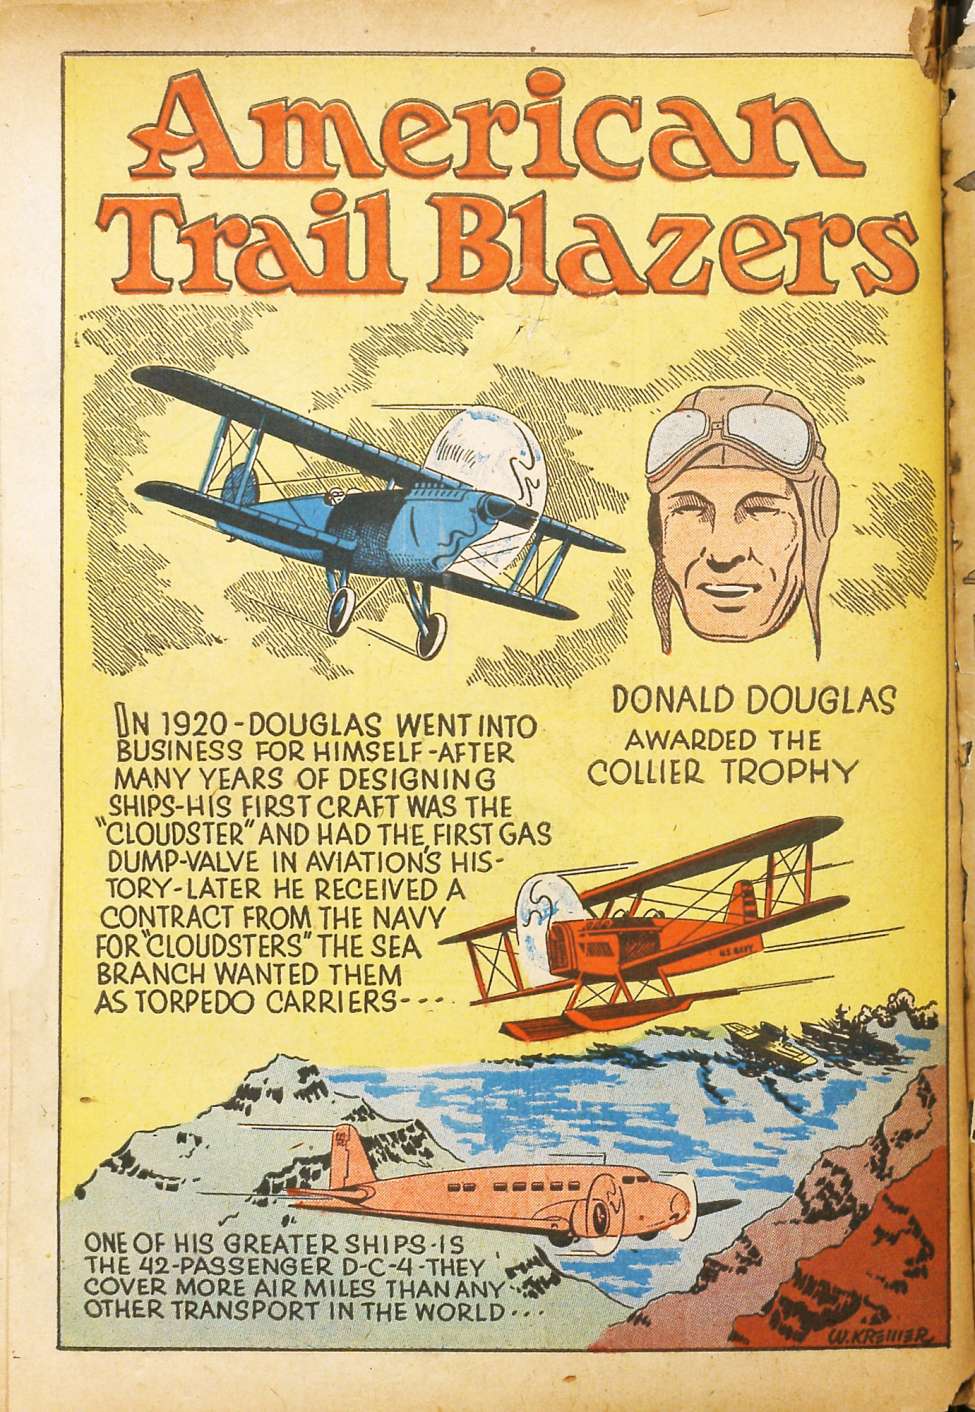 American
Trail Blazers
DONALD DOUGLAS
AWARDED THE
COLLIER TROPHY
IN 1920-DOUGLAS WENT INTO
BUSINESS FOR HIMSELF-AFTER
MANY YEARS OF DESIGNING
SHIPS-HIS FIRST CRAFT WAS THE
"CLOUDSTER" AND HAD THE FIRST GAS
DUMP-VALVE IN AVIATION'S HIS-
TORY-LATER HE RECEIVED A
CONTRACT FROM THE NAVY
FOR "CLOUDSTERS" THE SEA
BRANCH WANTED THEM
AS TORPEDO CARRIERS---
U.S. NAVY
ONE OF HIS GREATER SHIPS-IS
THE 42-PASSENGER D-C-4-THEY
COVER MORE AIR MILES THAN ANY
OTHER TRANSPORT IN THE WORLD...